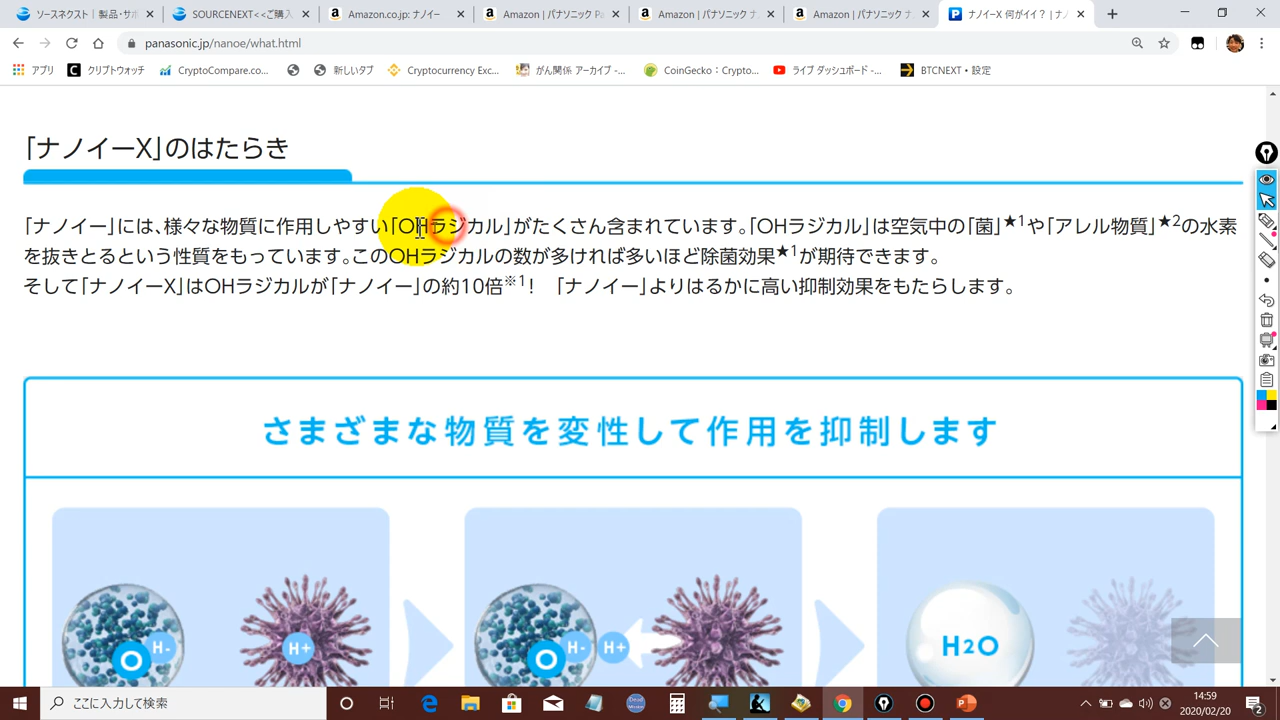 ソースネクスト | 製品・サポ
SOURCENEXT<<ご購入
Amazon.co.jp: ナノイー
Amazon | パナソニック Pa
Amazon | パナソニック ナ
Amazon | パナソニック ナ
ナノイーX 何がイイ？ | ナノ
panasonic.jp/nanoe/what.html
アプリ
クリプトウォッチ
CryptoCompare.co...
新しいタブ
Cryptocurrency Exc...
がん関係 アーカイブ -...
CoinGecko：Crypto...
ライブ ダッシュボード -...
BTCNEXT・設定
「ナノイーX」のはたらき
「ナノイー」には、様々な物質に作用しやすい「OHラジカル」がたくさん含まれています。「OHラジカル」は空気中の「菌」★1や「アレル物質」★2の水素
を抜きとるという性質をもっています。このOHラジカルの数が多ければ多いほど除菌効果★1が期待できます。
そして「ナノイーX」はOHラジカルが「ナノイー」の約10倍※1！ 「ナノイー」よりはるかに高い抑制効果をもたらします。
さまざまな物質を変性して作用を抑制します
O H- H+ O H- H+ H2O
ここに入力して検索
14:59
2020/02/20
2